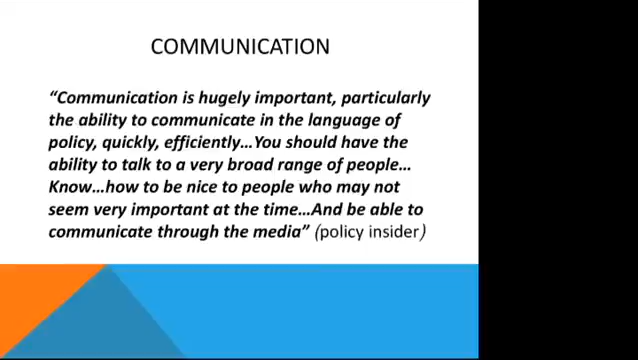 COMMUNICATION
“Communication is hugely important, particularly
the ability to communicate in the language of
policy, quickly, efficiently…You should have the
ability to talk to a very broad range of people…
Know…how to be nice to people who may not
seem very important at the time…And be able to
communicate through the media” (policy insider)